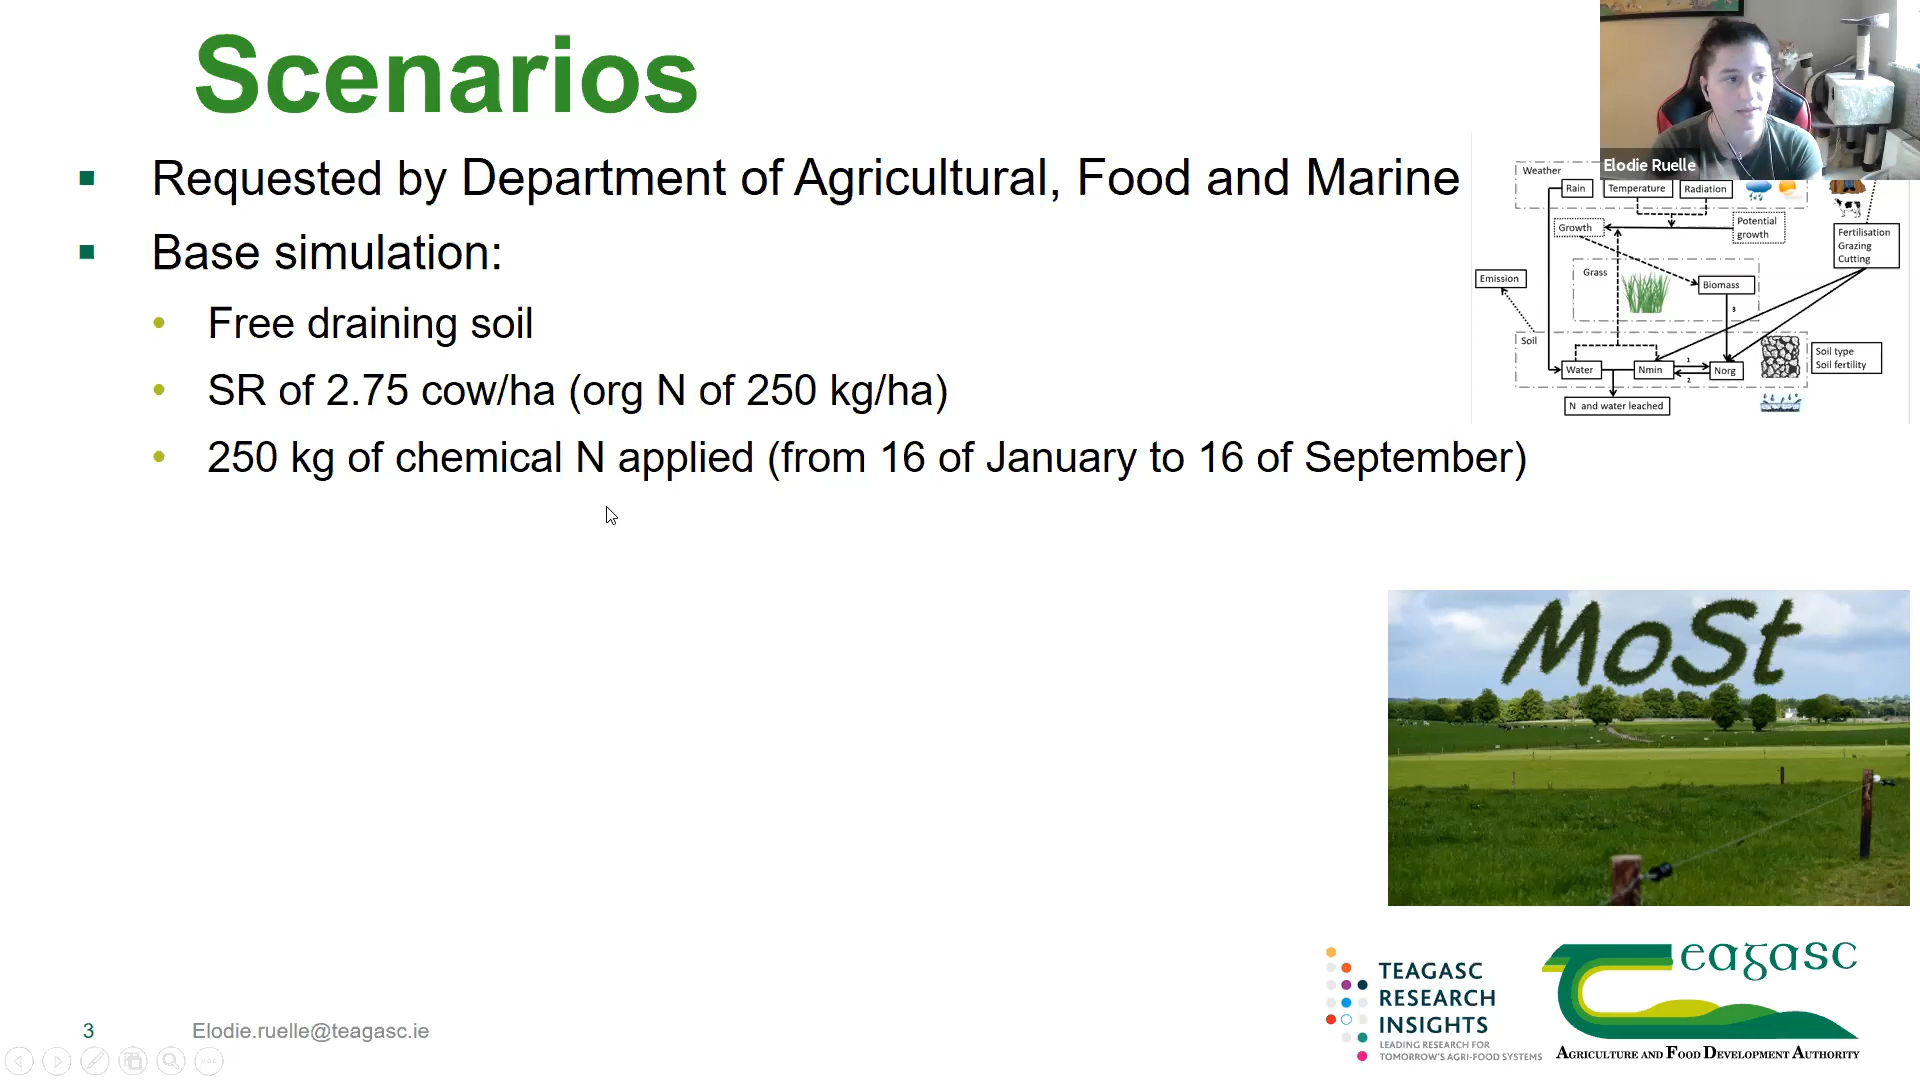 Scenarios
Requested by Department of Agricultural, Food and Marine
Base simulation:
Free draining soil
SR of 2.75 cow/ha (org N of 250 kg/ha)
250 kg of chemical N applied (from 16 of January to 16 of September)
Elodie Ruelle
Weather
Rain
Temperature
Radiation
Growth
Potential
growth
Fertilisation
Grazing
Cutting
Emission
Grass
Biomass
3
Soil
Water
Nmin
1
2
Norg
Soil type
Soil fertility
N and water leached
MoSt
TEAGASC
RESEARCH
INSIGHTS
LEADING RESEARCH FOR
TOMORROW'S AGRI-FOOD SYSTEMS
eagasc
AGRICULTURE AND FOOD DEVELOPMENT AUTHORITY
3
Elodie.ruelle@teagasc.ie